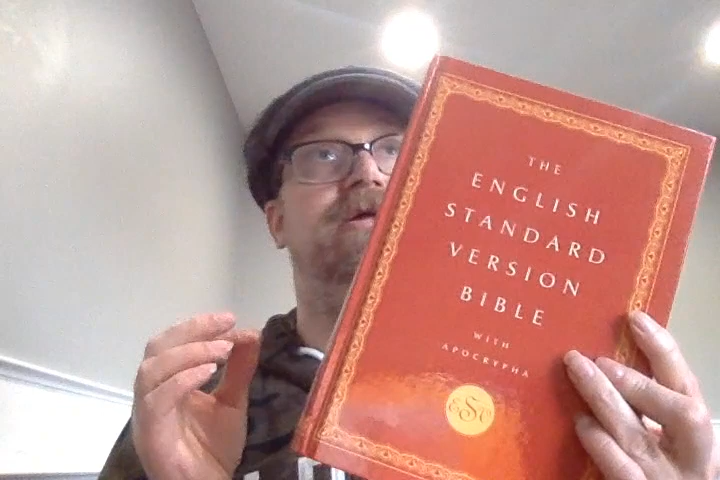 THE
ENGLISH
STANDARD
VERSION
BIBLE
WITH
APOCRYPHA
ESV